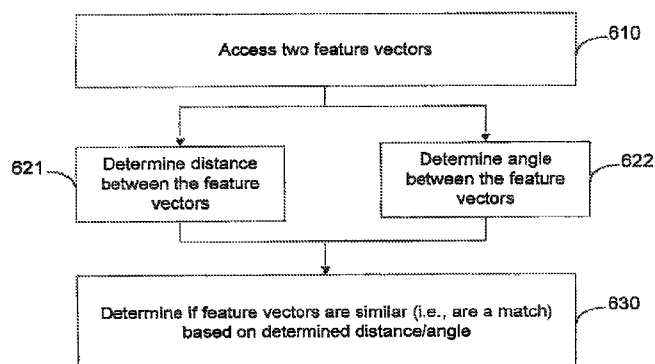 Access two feature vectors
610
621
Determine distance
between the feature
vectors
Determine angle
between the feature
vectors
622
Determine if feature vectors are similar (i.e., are a match)
based on determined distance/angle
630